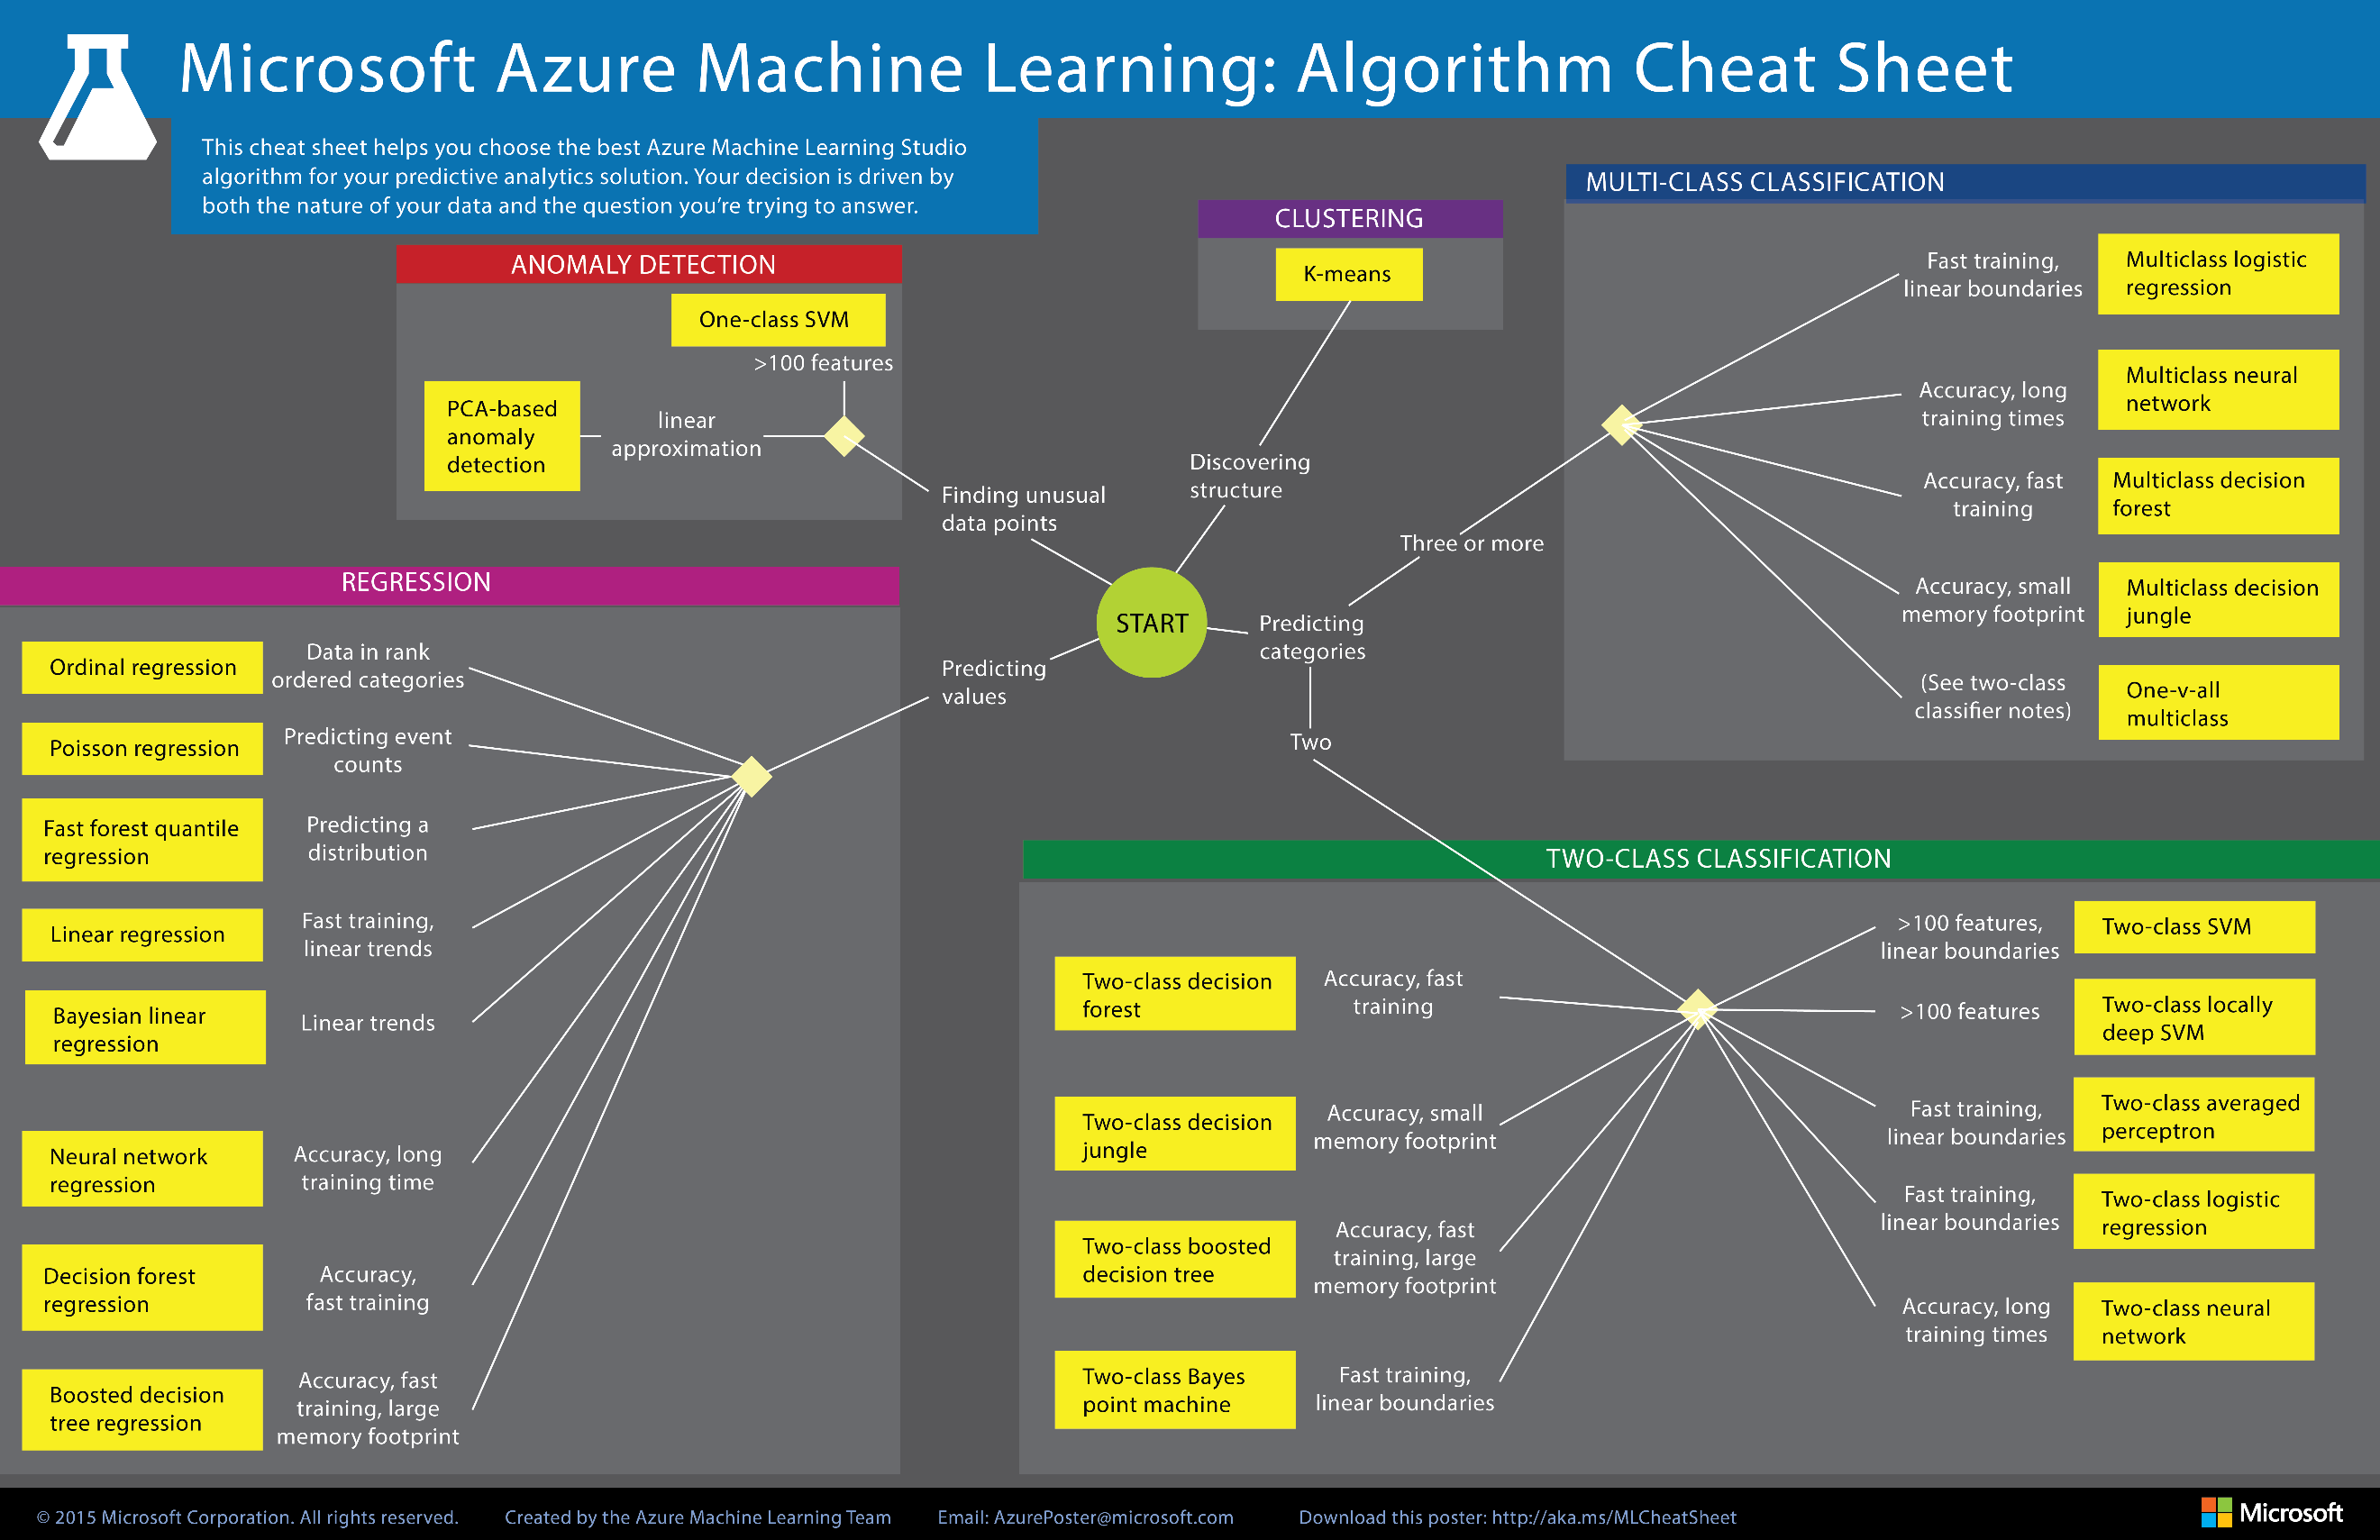 Microsoft Azure Machine Learning: Algorithm Cheat Sheet
This cheat sheet helps you choose the best Azure Machine Learning Studio
algorithm for your predictive analytics solution. Your decision is driven by
both the nature of your data and the question you’re trying to answer.
ANOMALY DETECTION
One-class SVM
>100 features
PCA-based
anomaly
detection
linear
approximation
Finding unusual
data points
CLUSTERING
K-means
Discovering
structure
MULTI-CLASS CLASSIFICATION
Fast training,
linear boundaries
Multiclass logistic
regression
Accuracy, long
training times
Multiclass neural
network
Accuracy, fast
training
Multiclass decision
forest
Accuracy, small
memory footprint
Multiclass decision
jungle
(See two-class
classifier notes)
One-v-all
multiclass
Three or more
START
Predicting
categories
Predicting
values
Two
REGRESSION
Ordinal regression
Data in rank
ordered categories
Poisson regression
Predicting event
counts
Fast forest quantile
regression
Predicting a
distribution
Linear regression
Fast training,
linear trends
Bayesian linear
regression
Linear trends
Neural network
regression
Accuracy, long
training time
Decision forest
regression
Accuracy,
fast training
Boosted decision
tree regression
Accuracy, fast
training, large
memory footprint
TWO-CLASS CLASSIFICATION
Two-class decision
forest
Accuracy, fast
training
Two-class decision
jungle
Accuracy, small
memory footprint
Two-class boosted
decision tree
Accuracy, fast
training, large
memory footprint
Two-class Bayes
point machine
Fast training,
linear boundaries
>100 features,
linear boundaries
Two-class SVM
>100 features
Two-class locally
deep SVM
Fast training,
linear boundaries
Two-class averaged
perceptron
Fast training,
linear boundaries
Two-class logistic
regression
Accuracy, long
training times
Two-class neural
network
© 2015 Microsoft Corporation. All rights reserved. Created by the Azure Machine Learning Team Email: AzurePoster@microsoft.com Download this poster: http://aka.ms/MLCheatSheet
Microsoft